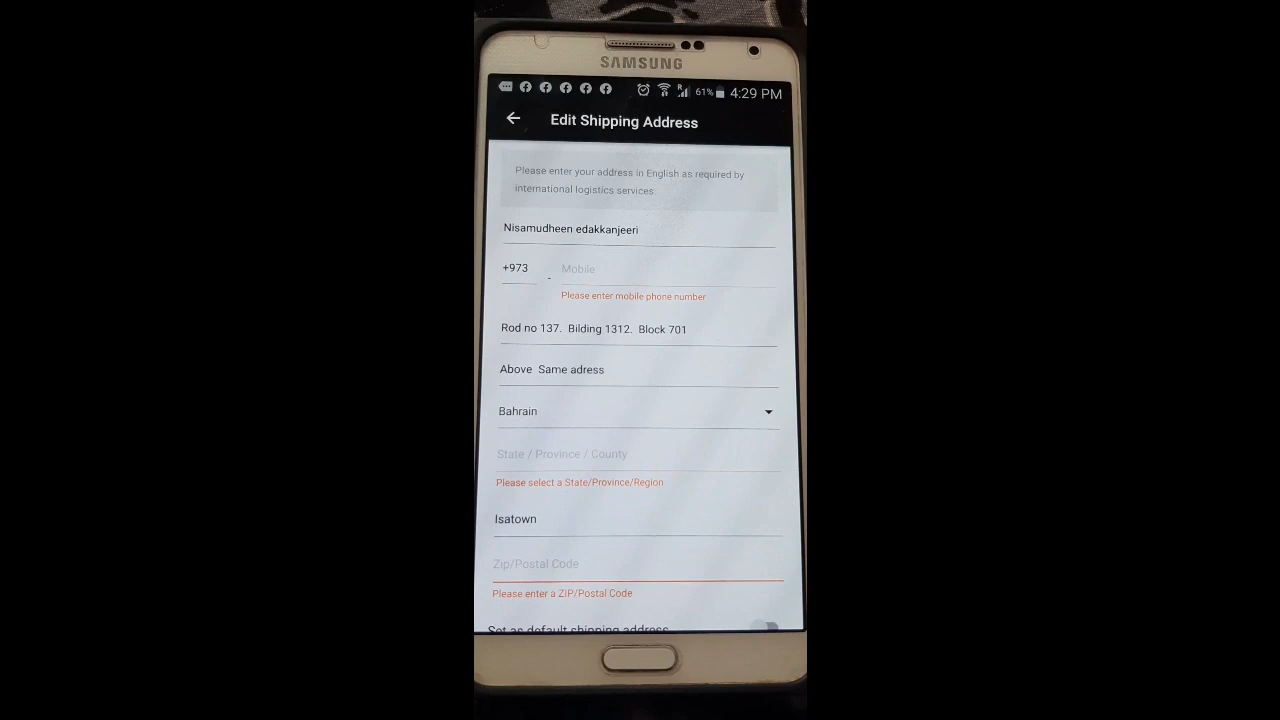 SAMSUNG
R 61% 4:29 PM
Edit Shipping Address
Please enter your address in English as required by
international logistics services.
Nisamudheen edakkanjeeri
+973 - Mobile
Please enter mobile phone number
Rod no 137. Bilding 1312. Block 701
Above Same adress
Bahrain
State / Province / County
Please select a State/Province/Region
Isatown
Zip/Postal Code
Please enter a ZIP/Postal Code
Set as default shipping address